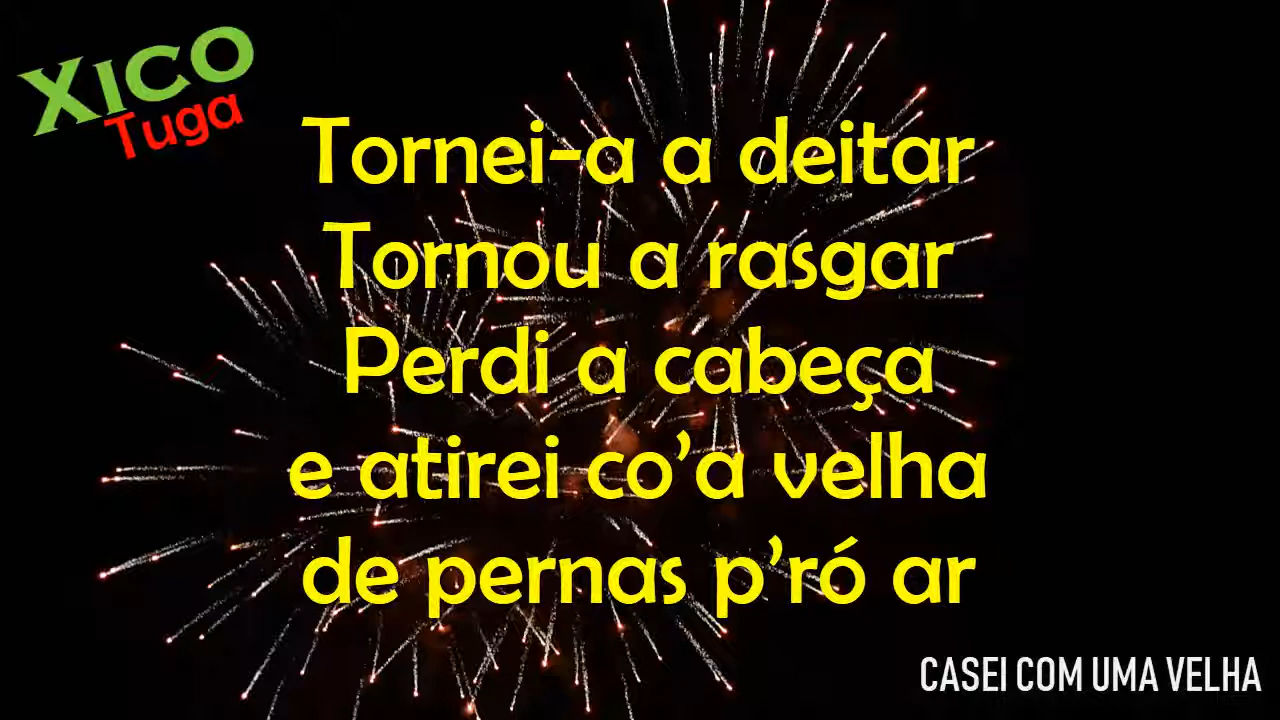 XICO
Tuga
Tornei-a a deitar
Tornou a rasgar
Perdi a cabeça
e atirei co’a velha
de pernas p’ró ar
CASEI COM UMA VELHA